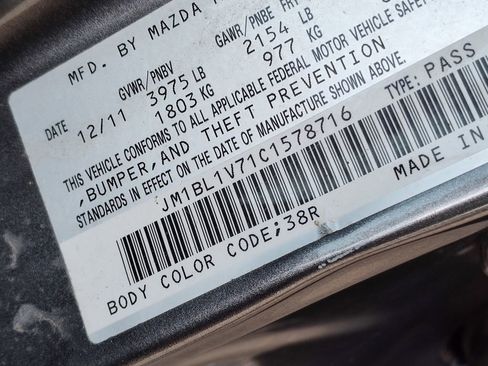 MFD. BY MAZDA
DATE GVWR/PNBV GAWR/PNBE FRT
12/11 3975 LB 2154 LB
1803 KG 977 KG
THIS VEHICLE CONFORMS TO ALL APPLICABLE FEDERAL MOTOR VEHICLE SAFETY
,BUMPER, AND THEFT PREVENTION
STANDARDS IN EFFECT ON THE DATE OF MANUFACTURE SHOWN ABOVE.
JM1BL1V71C1578716 TYPE: PASS
BODY COLOR CODE;38R MADE IN